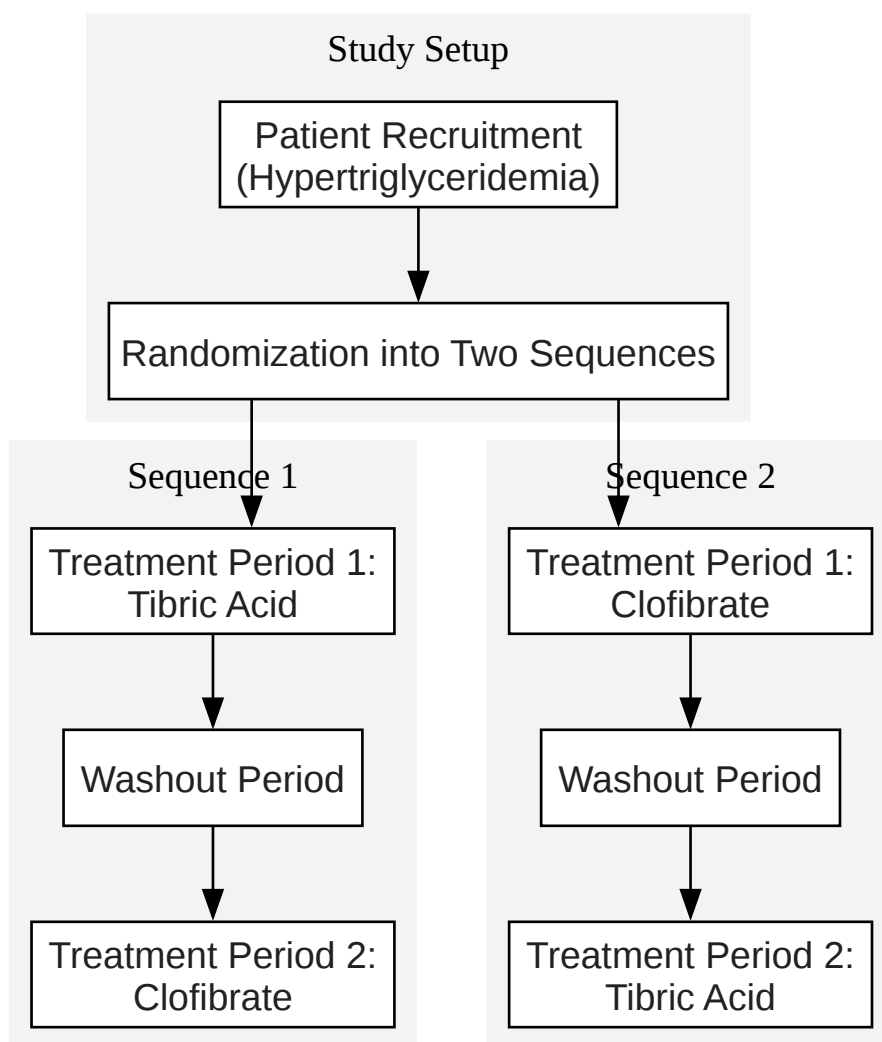 Study Setup
Patient Recruitment
(Hypertriglyceridemia)
Randomization into Two Sequences
Sequence 1
Treatment Period 1:
Tibric Acid
Washout Period
Treatment Period 2:
Clofibrate
Sequence 2
Treatment Period 1:
Clofibrate
Washout Period
Treatment Period 2:
Tibric Acid